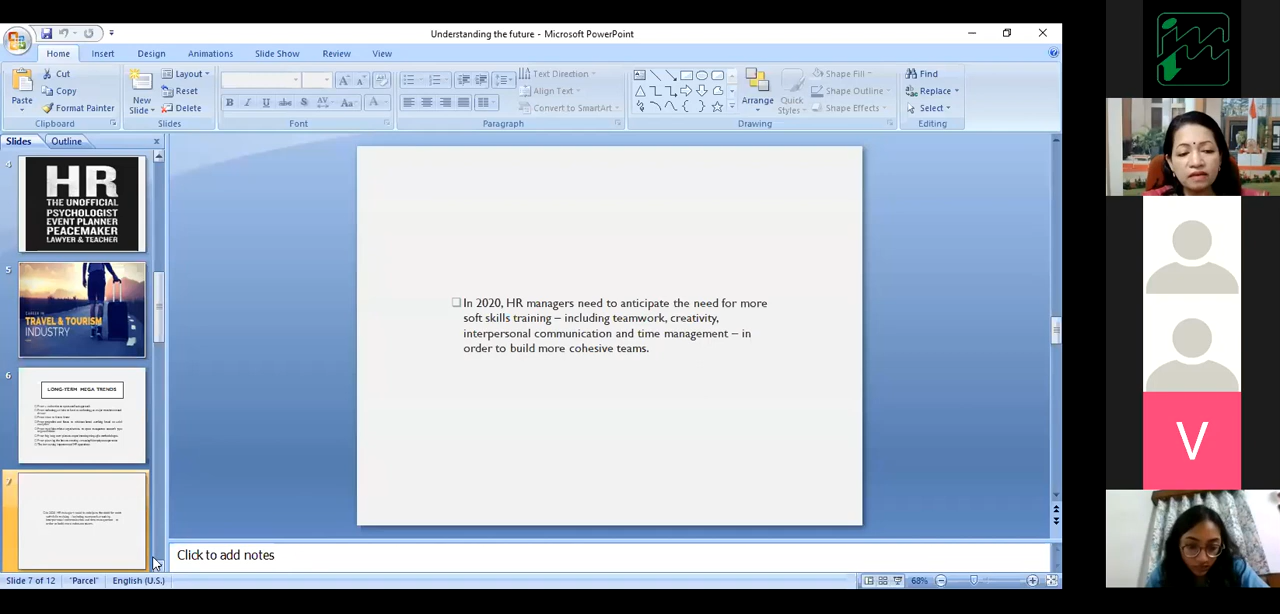 Understanding the future - Microsoft PowerPoint
Home Insert Design Animations Slide Show Review View
Paste
Cut
Copy
Format Painter
Clipboard
New Slide
Layout
Reset
Delete
Slides
Font
Text Direction
Align Text
Convert to SmartArt
Paragraph
Arrange
Quick Styles
Shape Fill
Shape Outline
Shape Effects
Drawing
Find
Replace
Select
Editing
Slides Outline
4
HR
THE UNOFFICIAL
PSYCHOLOGIST
EVENT PLANNER
PEACEMAKER
LAWYER & TEACHER
5
TRAVEL & TOURISM
INDUSTRY
6
LONG-TERM MEGA TRENDS
7
In 2020, HR managers need to anticipate the need for more
soft skills training – including teamwork, creativity,
interpersonal communication and time management – in
order to build more cohesive teams.
Click to add notes
Slide 7 of 12 "Parcel" English (U.S.) 68%
V